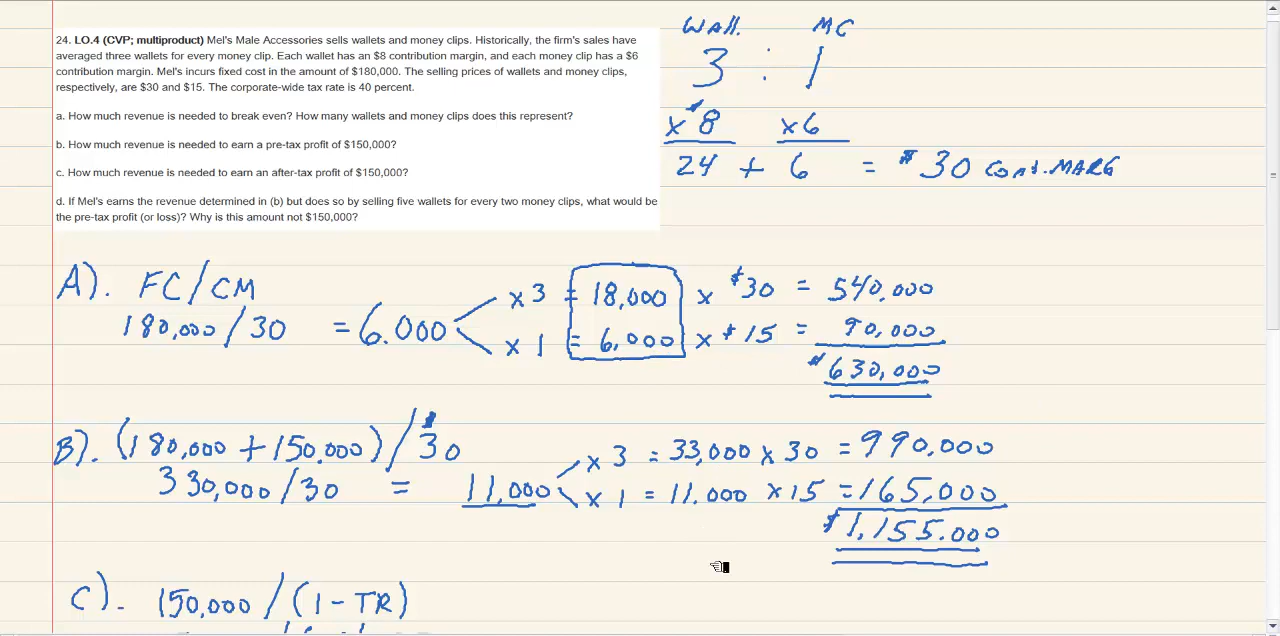 24. LO.4 (CVP; multiproduct) Mel's Male Accessories sells wallets and money clips. Historically, the firm's sales have
averaged three wallets for every money clip. Each wallet has an $8 contribution margin, and each money clip has a $6
contribution margin. Mel's incurs fixed cost in the amount of $180,000. The selling prices of wallets and money clips,
respectively, are $30 and $15. The corporate-wide tax rate is 40 percent.
a. How much revenue is needed to break even? How many wallets and money clips does this represent?
b. How much revenue is needed to earn a pre-tax profit of $150,000?
c. How much revenue is needed to earn an after-tax profit of $150,000?
d. If Mel's earns the revenue determined in (b) but does so by selling five wallets for every two money clips, what would be
the pre-tax profit (or loss)? Why is this amount not $150,000?
Wall. MC
3 : 1
x $8 x6
24 + 6 = $30 Cont. MARG
A). FC/CM
180,000/30 = 6.000
x 3 = 18,000 x $30 = 540,000
x 1 = 6,000 x $15 = 90,000
$630,000
B). (180,000 + 150.000)/$30
330,000/30 = 11,000
x 3 = 33,000 x 30 = 990,000
x 1 = 11.000 x 15 = 165,000
$1,155.000
C). 150,000/(1-TR)